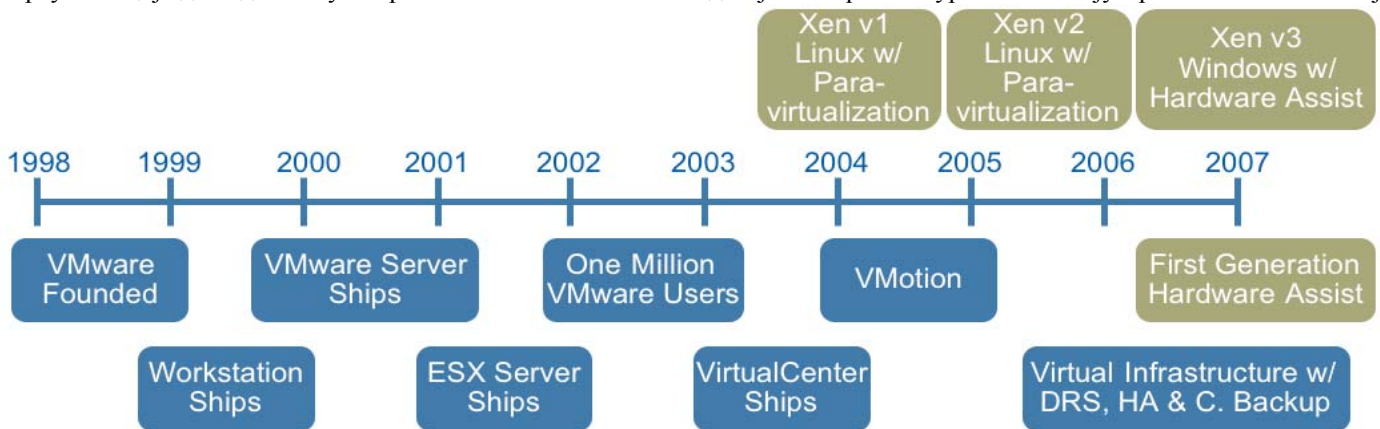 Xen v1
Linux w/
Para-
virtualization
Xen v2
Linux w/
Para-
virtualization
Xen v3
Windows w/
Hardware Assist
1998 1999 2000 2001 2002 2003 2004 2005 2006 2007
VMware
Founded
VMware Server
Ships
One Million
VMware Users
VMotion
First Generation
Hardware Assist
Workstation
Ships
ESX Server
Ships
VirtualCenter
Ships
Virtual Infrastructure w/
DRS, HA & C. Backup